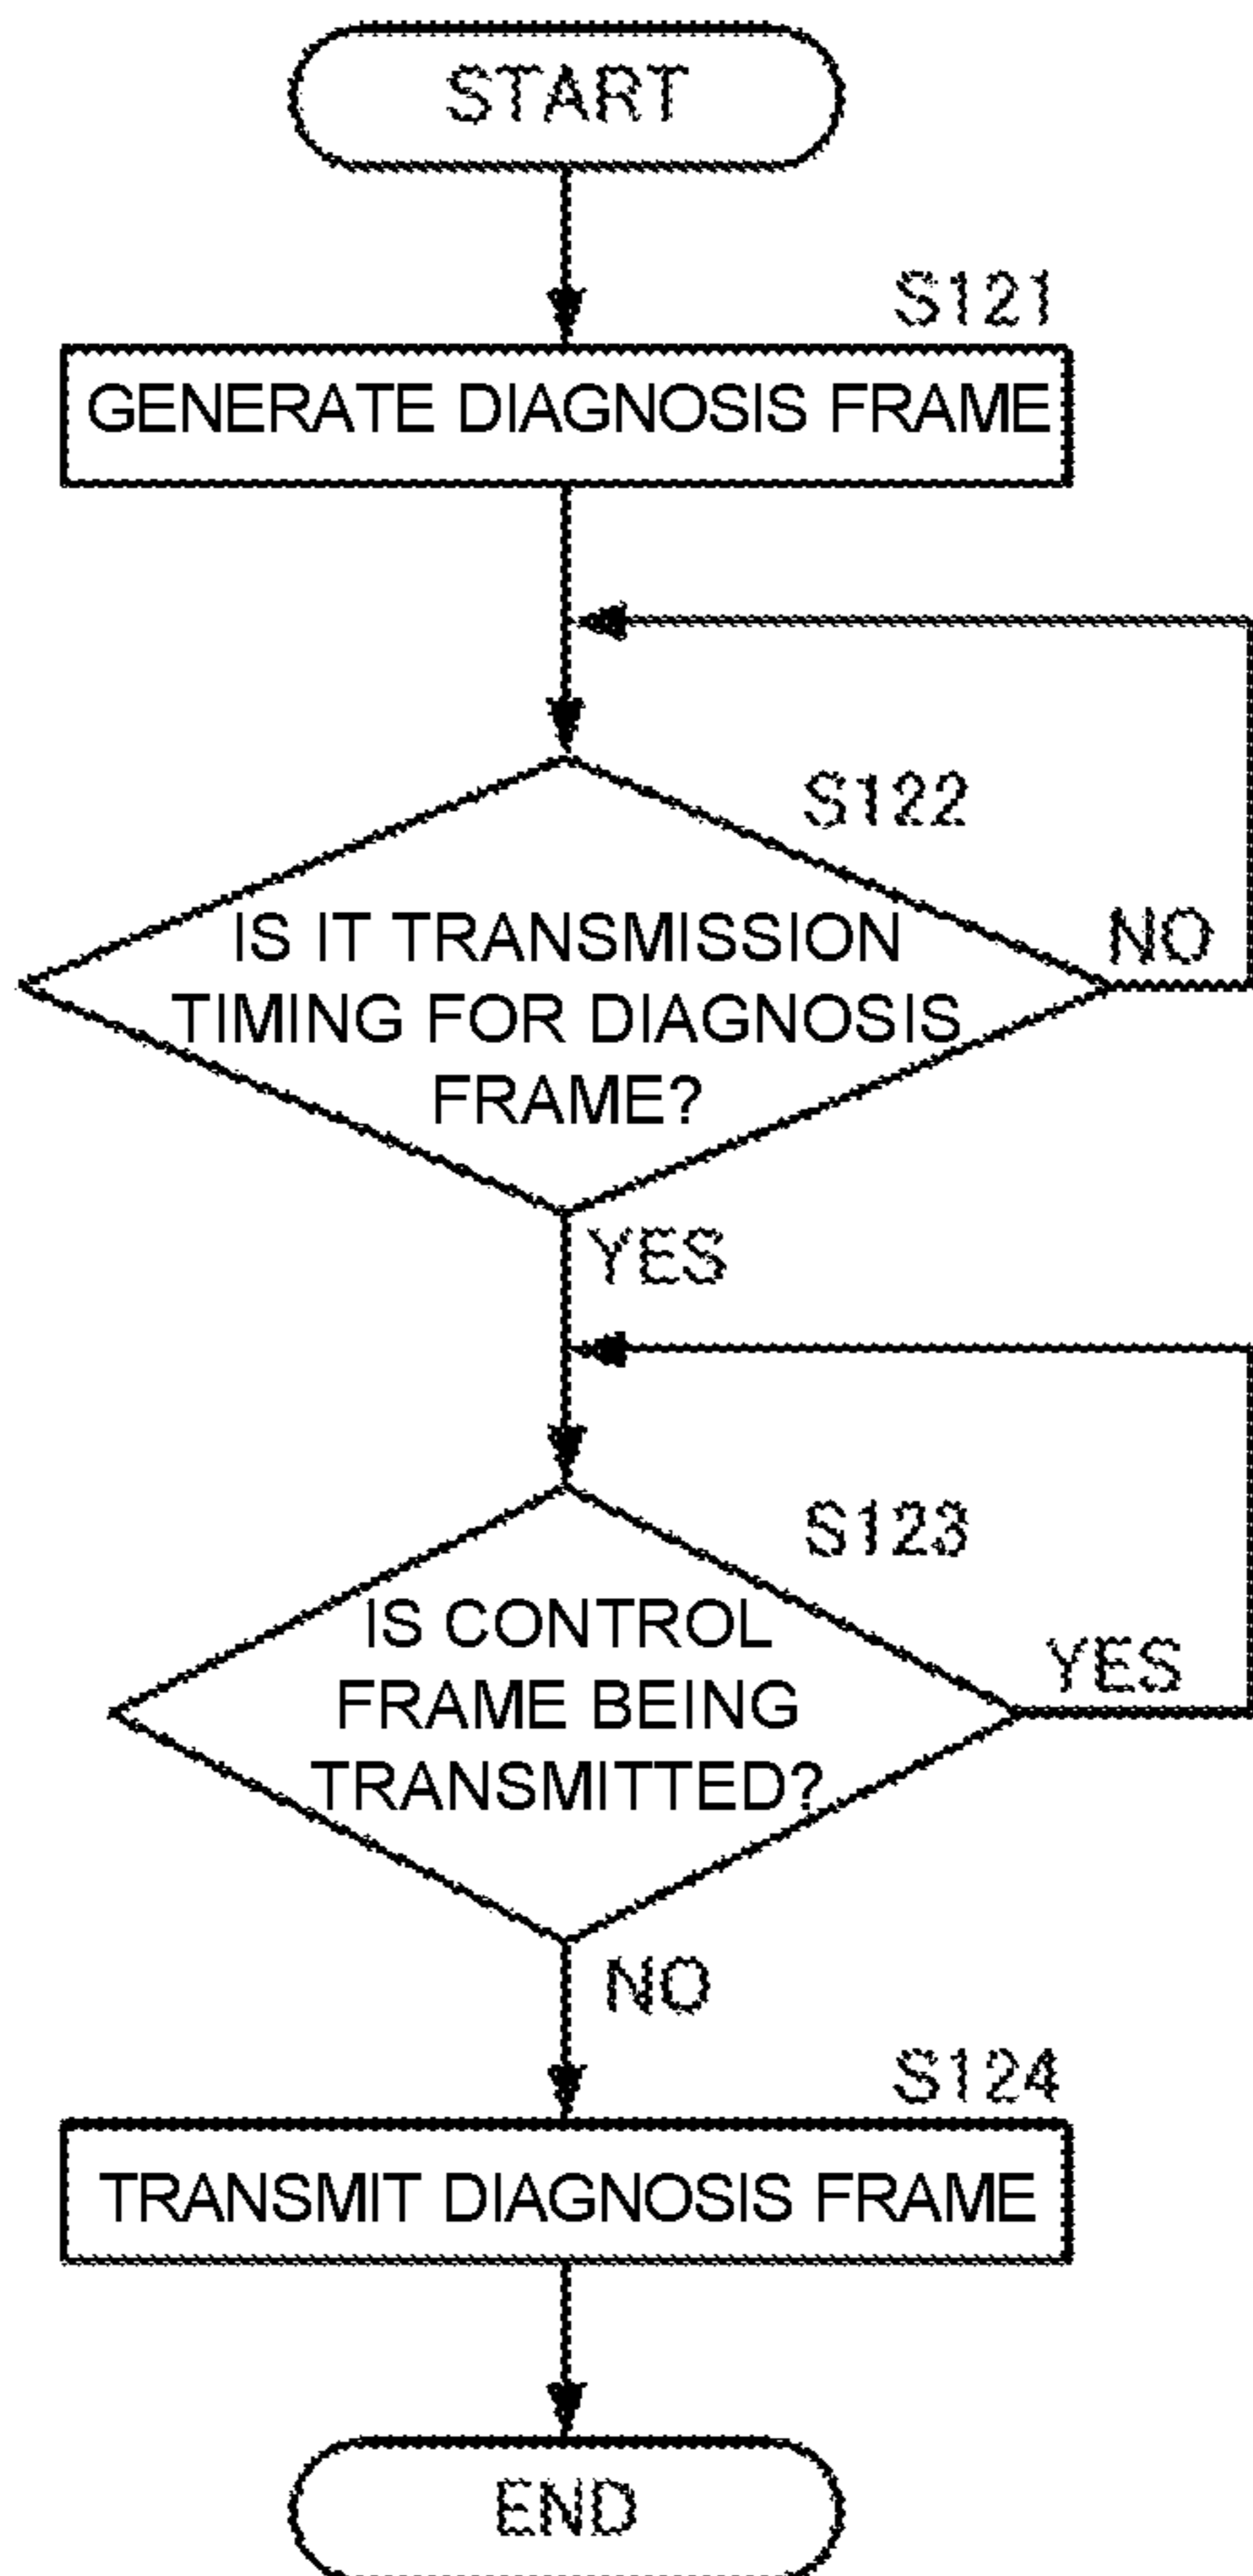 START
S121
GENERATE DIAGNOSIS FRAME
S122
IS IT TRANSMISSION
TIMING FOR DIAGNOSIS
FRAME?
NO
YES
S123
IS CONTROL
FRAME BEING
TRANSMITTED?
YES
NO
S124
TRANSMIT DIAGNOSIS FRAME
END